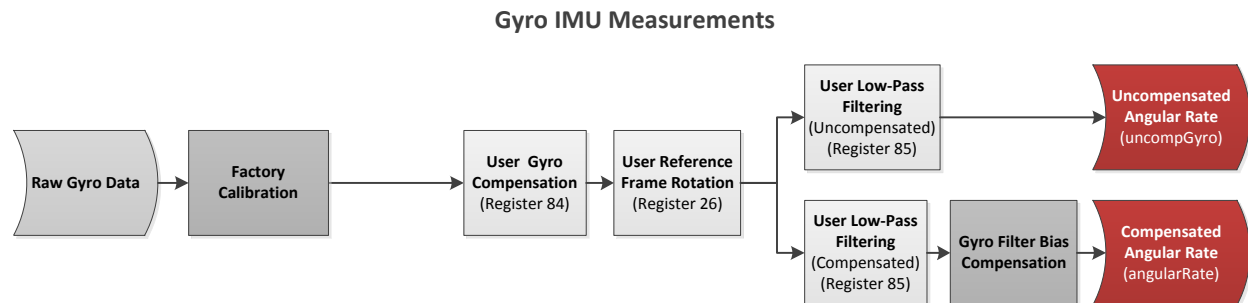 Gyro IMU Measurements
Raw Gyro Data
Factory
Calibration
User Gyro
Compensation
(Register 84)
User Reference
Frame Rotation
(Register 26)
User Low-Pass
Filtering
(Uncompensated)
(Register 85)
Uncompensated
Angular Rate
(uncompGyro)
User Low-Pass
Filtering
(Compensated)
(Register 85)
Gyro Filter Bias
Compensation
Compensated
Angular Rate
(angularRate)